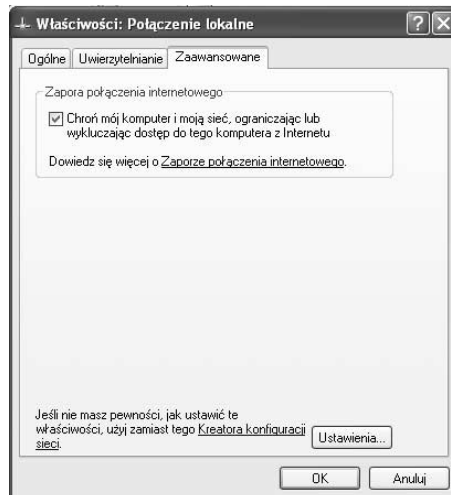 Właściwości: Połączenie lokalne
Ogólne Uwierzytelnianie Zaawansowane
Zapora połączenia internetowego
Chroń mój komputer i moją sieć, ograniczając lub
wykluczając dostęp do tego komputera z Internetu
Dowiedz się więcej o Zaporze połączenia internetowego.
Jeśli nie masz pewności, jak ustawić te
właściwości, użyj zamiast tego Kreatora konfiguracji
sieci.
Ustawienia...
OK Anuluj